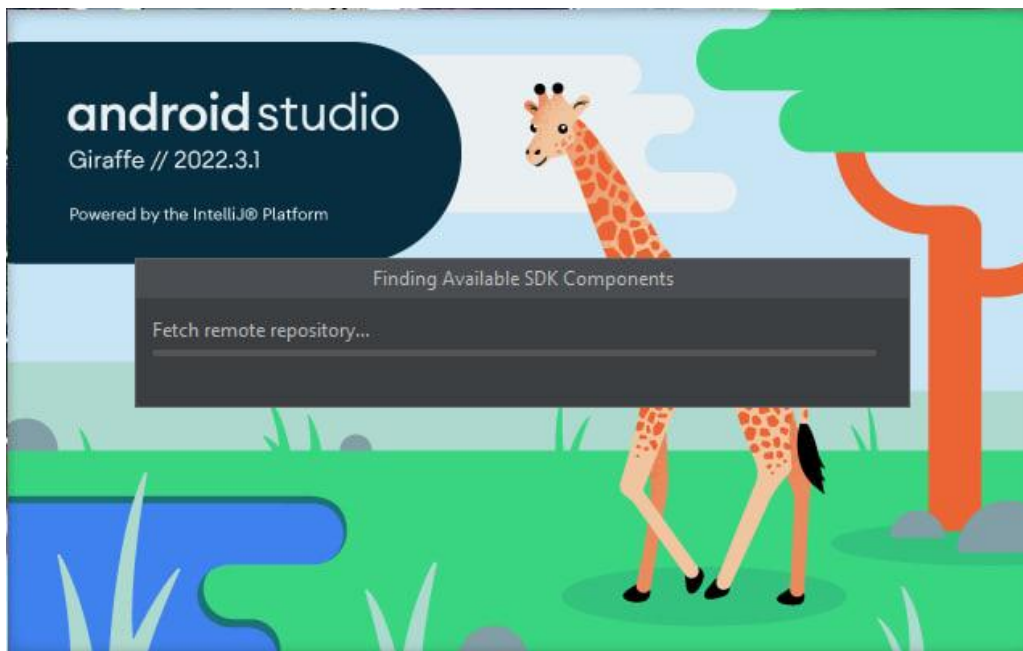 android studio
Giraffe // 2022.3.1
Powered by the IntelliJ® Platform
Finding Available SDK Components
Fetch remote repository...